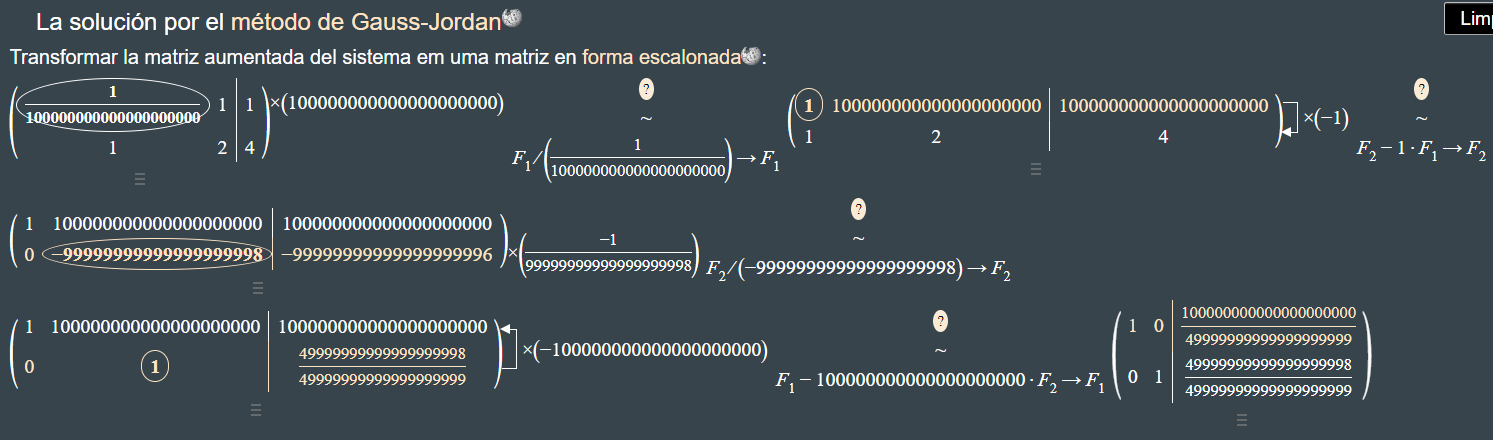 La solución por el método de Gauss-Jordan
Limp
Transformar la matriz aumentada del sistema em uma matriz en forma escalonada:
1/100000000000000000000 1 | 1 ×(100000000000000000000) ? 1 100000000000000000000 | 100000000000000000000 ×(−1) ?
1 2 | 4 ~ F1/(1/100000000000000000000) → F1 1 2 | 4 ~ F2 − 1 · F1 → F2
1 100000000000000000000 | 100000000000000000000 ?
0 −99999999999999999998 | −99999999999999999996 ×(−1/99999999999999999998) ~ F2/(−99999999999999999998) → F2
1 100000000000000000000 | 100000000000000000000 ×(−100000000000000000000) ? 1 0 | 100000000000000000000/49999999999999999999
0 1 | 49999999999999999998/49999999999999999999 ~ F1 − 100000000000000000000 · F2 → F1 0 1 | 49999999999999999998/49999999999999999999